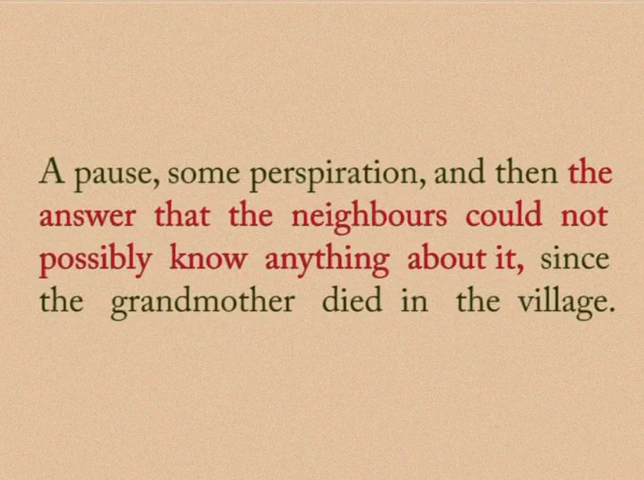 A pause, some perspiration, and then the
answer that the neighbours could not
possibly know anything about it, since
the grandmother died in the village.